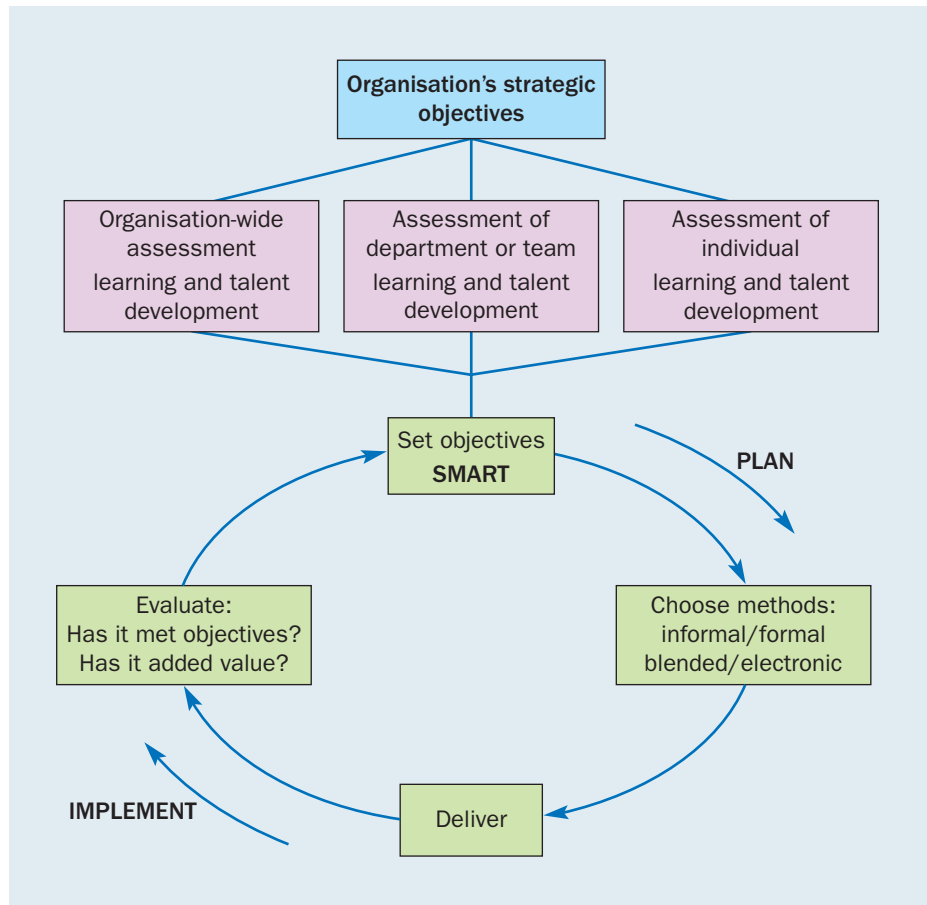 Organisation's strategic
objectives
Organisation-wide
assessment
learning and talent
development
Assessment of
department or team
learning and talent
development
Assessment of
individual
learning and talent
development
Set objectives
SMART
PLAN
Choose methods:
informal/formal
blended/electronic
Deliver
IMPLEMENT
Evaluate:
Has it met objectives?
Has it added value?